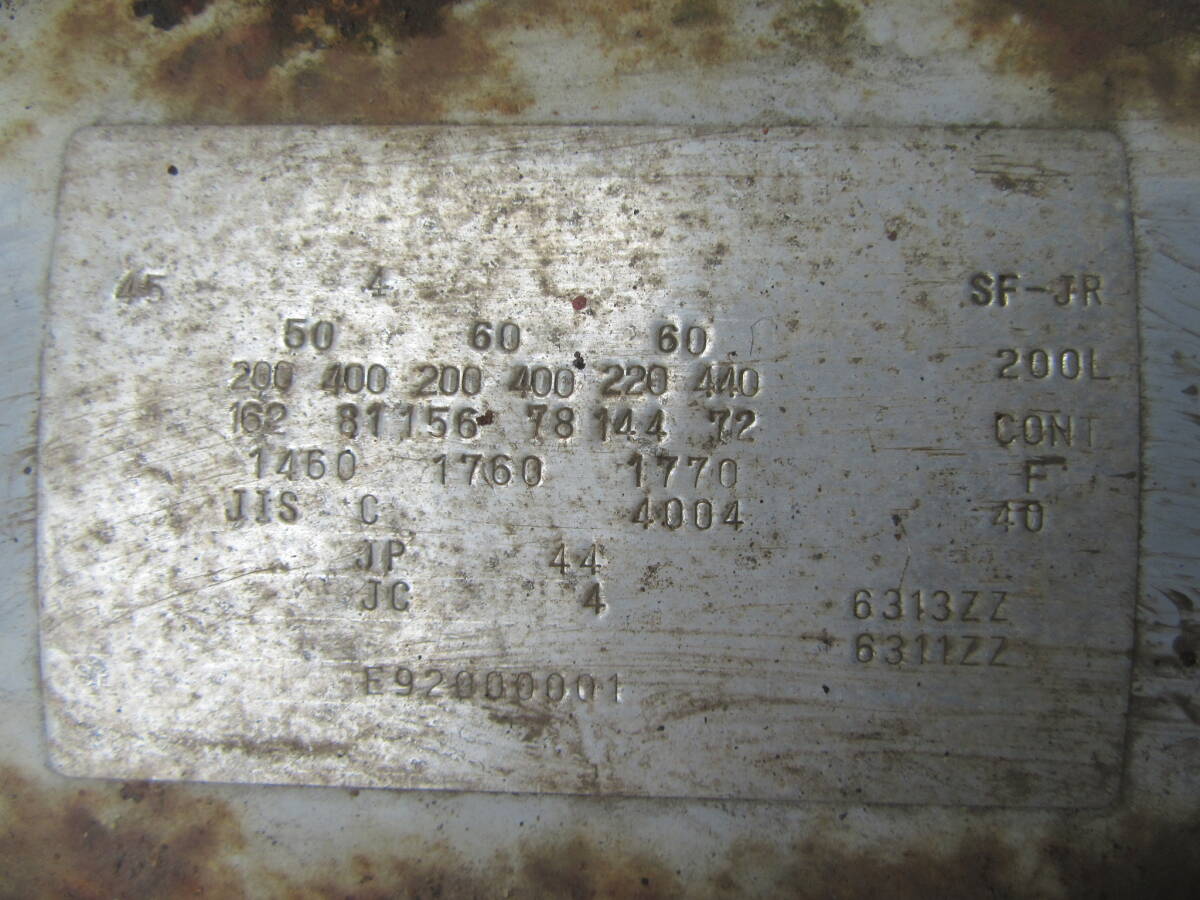 45 4 SF-JR
50 60 60
200 400 200 400 220 440 200L
162 81 156 78 144 72 CONT
1460 1760 1770 F
JIS C 4004 40
JP 44
JC 4 6313ZZ
6311ZZ
E92000001